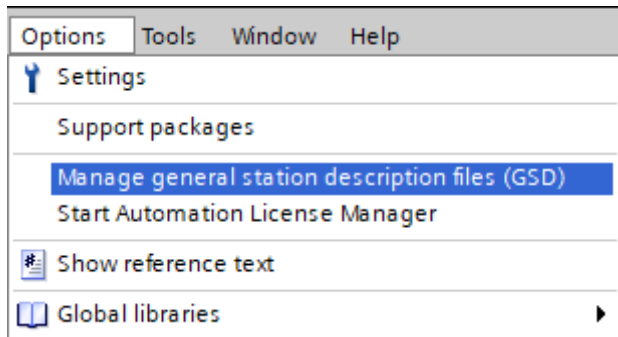 Options Tools Window Help
Settings
Support packages
Manage general station description files (GSD)
Start Automation License Manager
Show reference text
Global libraries